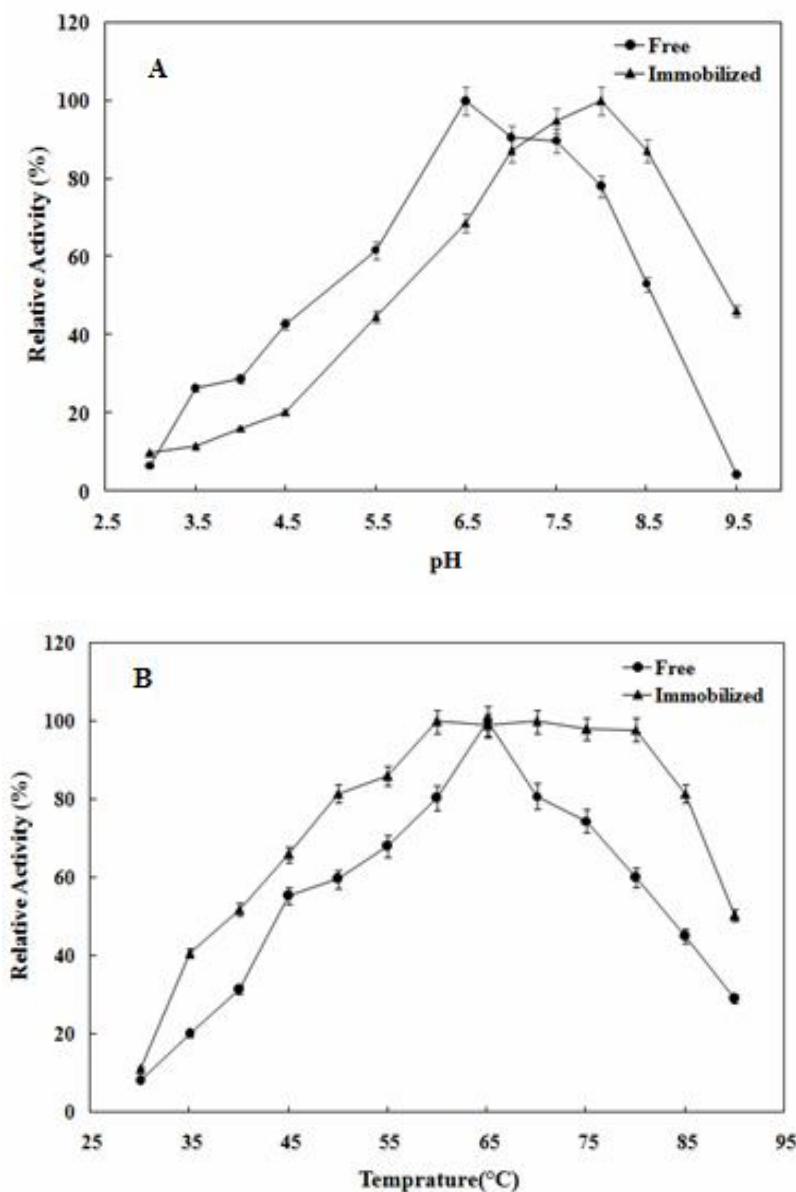 120
100
80
60
40
20
0
Relative Activity (%)
A
Free
Immobilized
2.5 3.5 4.5 5.5 6.5 7.5 8.5 9.5
pH
120
100
80
60
40
20
0
Relative Activity (%)
B
Free
Immobilized
25 35 45 55 65 75 85 95
Temprature(°C)